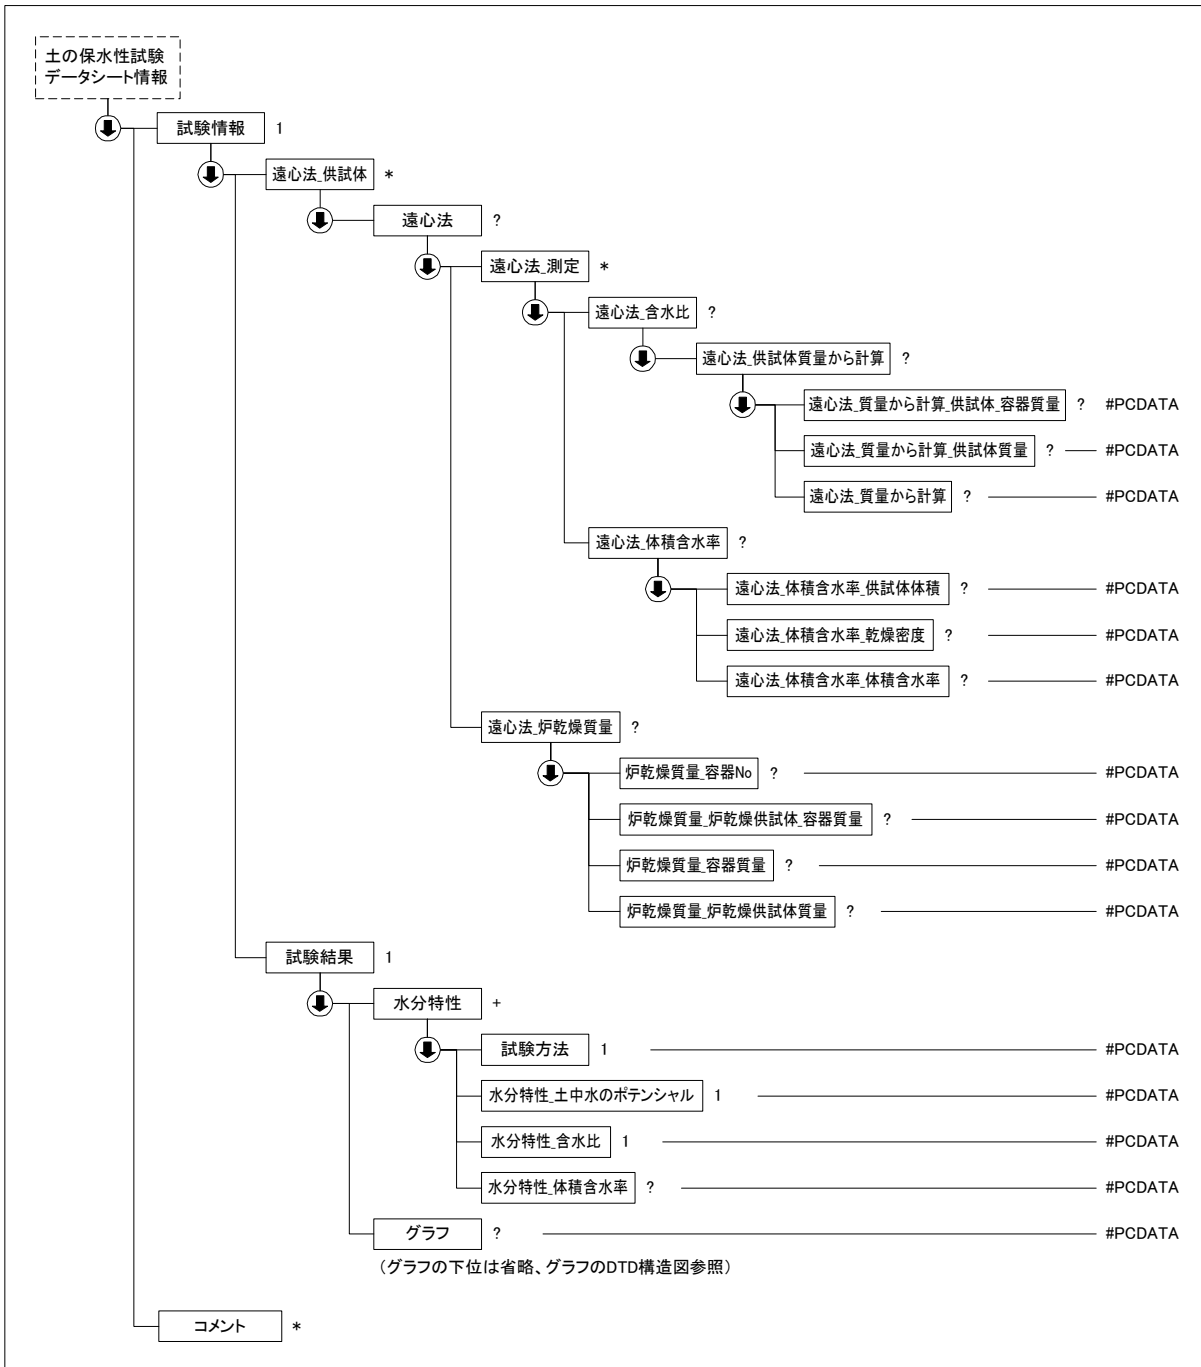 土の保水性試験
データシート情報
試験情報 1
遠心法_供試体 *
遠心法 ?
遠心法_測定 *
遠心法_含水比 ?
遠心法_供試体質量から計算 ?
遠心法_質量から計算_供試体_容器質量 ? #PCDATA
遠心法_質量から計算_供試体質量 ? #PCDATA
遠心法_質量から計算 ? #PCDATA
遠心法_体積含水率 ?
遠心法_体積含水率_供試体体積 ? #PCDATA
遠心法_体積含水率_乾燥密度 ? #PCDATA
遠心法_体積含水率_体積含水率 ? #PCDATA
遠心法_炉乾燥質量 ?
炉乾燥質量_容器No ? #PCDATA
炉乾燥質量_炉乾燥供試体_容器質量 ? #PCDATA
炉乾燥質量_容器質量 ? #PCDATA
炉乾燥質量_炉乾燥供試体質量 ? #PCDATA
試験結果 1
水分特性 +
試験方法 1 #PCDATA
水分特性_土中水のポテンシャル 1 #PCDATA
水分特性_含水比 1 #PCDATA
水分特性_体積含水率 ? #PCDATA
グラフ ? #PCDATA
（グラフの下位は省略、グラフのDTD構造図参照）
コメント *